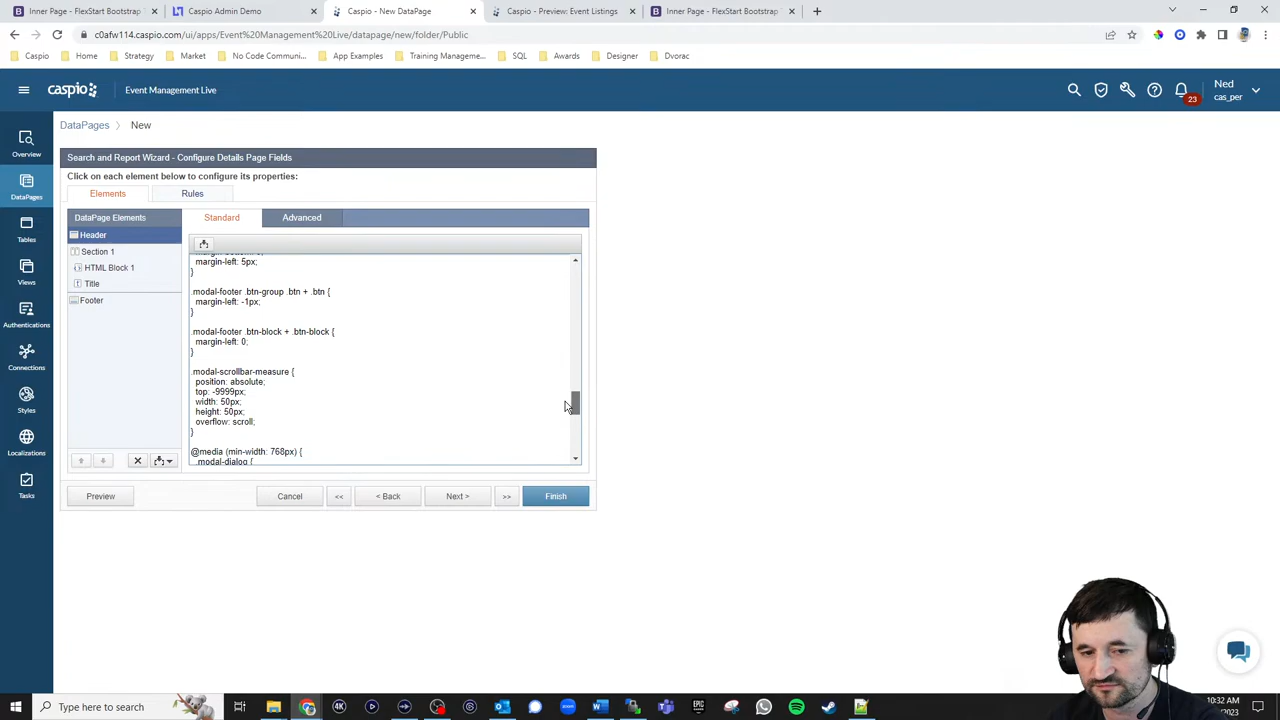 Inner Page - FlexStart Bootstrap
Caspio Admin Demo
Caspio - New DataPage
Caspio - Preview: Event Listings
Inner Page - FlexStart Bootstrap
c0afw114.caspio.com/ui/apps/Event%20Management%20Live/datapage/new/folder/Public
Caspio Home Strategy Market No Code Communi... App Examples Training Manageme... SQL Awards Designer Dvorac
caspio Event Management Live
23
Ned
cas_per
DataPages New
Overview
DataPages
Tables
Views
Authentications
Connections
Styles
Localizations
Tasks
Search and Report Wizard - Configure Details Page Fields
Click on each element below to configure its properties:
Elements Rules
DataPage Elements
Header
Section 1
HTML Block 1
Title
Footer
Standard Advanced
margin-left: 5px;
}
.modal-footer .btn-group .btn + .btn {
margin-left: -1px;
}
.modal-footer .btn-block + .btn-block {
margin-left: 0;
}
.modal-scrollbar-measure {
position: absolute;
top: -9999px;
width: 50px;
height: 50px;
overflow: scroll;
}
@media (min-width: 768px) {
.modal-dialog {
Preview Cancel << < Back Next > >> Finish
Type here to search
4K
EPIC GAMES
10:32 AM